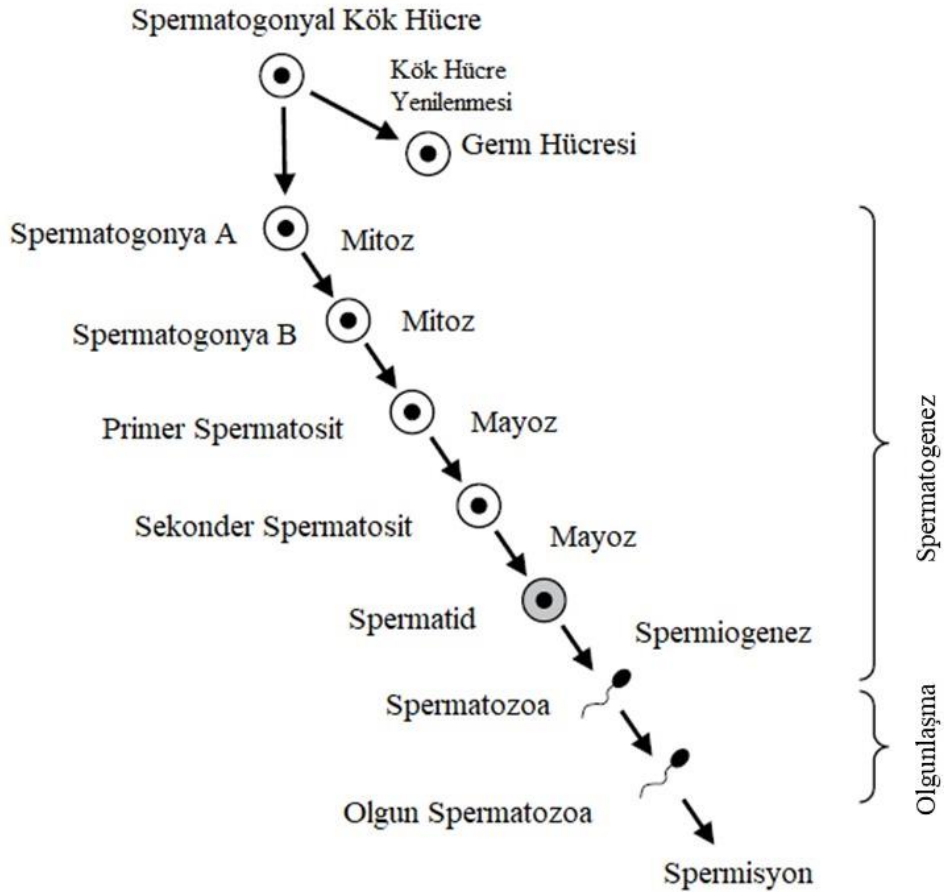 Spermatogonyal Kök Hücre
Kök Hücre
Yenilenmesi
Germ Hücresi
Spermatogonya A
Mitoz
Spermatogonya B
Mitoz
Primer Spermatosit
Mayoz
Sekonder Spermatosit
Mayoz
Spermatid
Spermiogenez
Spermatozoa
Olgun Spermatozoa
Spermisyon
Spermatogenez
Olgunlaşma